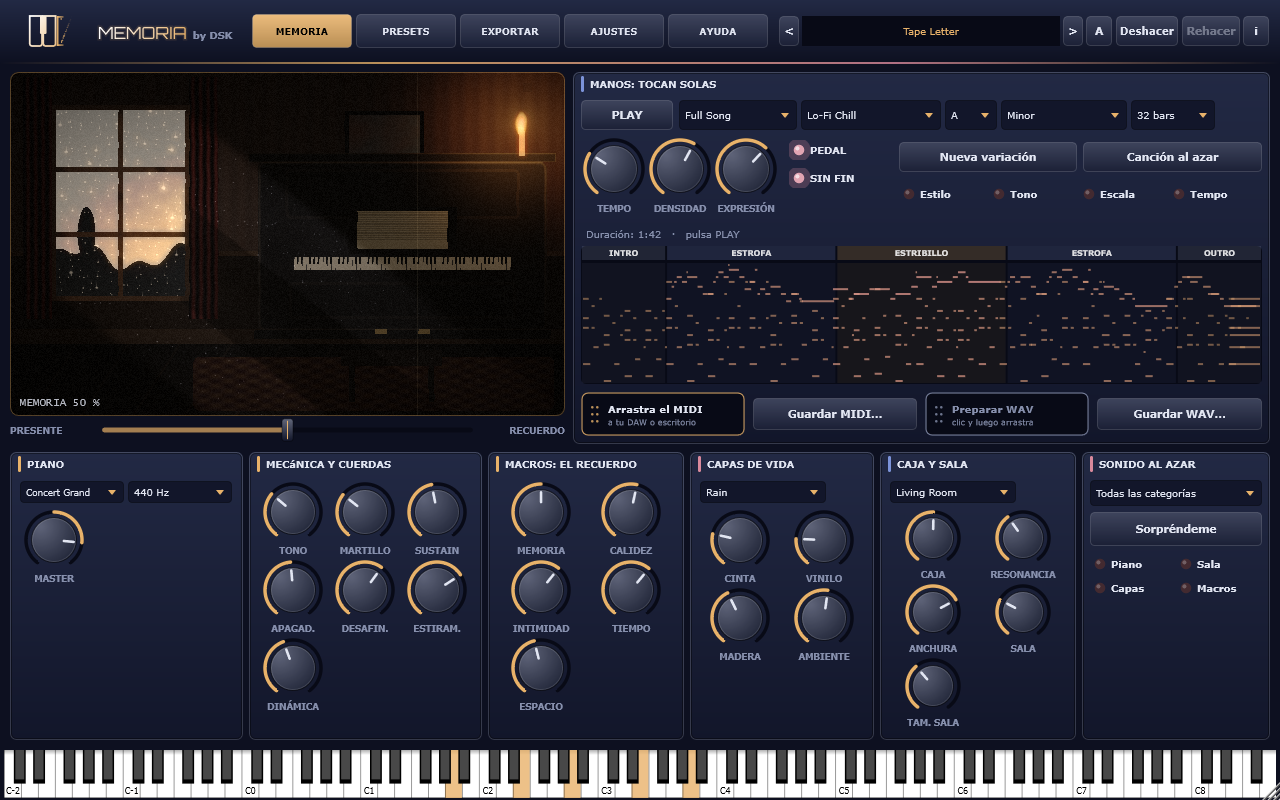 MEMORIA by DSK
MEMORIA
PRESETS
EXPORTAR
AJUSTES
AYUDA
<
Tape Letter
>
A
Deshacer
Rehacer
i
MEMORIA 50 %
PRESENTE
RECUERDO
MANOS: TOCAN SOLAS
PLAY
Full Song
Lo-Fi Chill
A
Minor
32 bars
TEMPO
DENSIDAD
EXPRESIÓN
PEDAL
SIN FIN
Nueva variación
Canción al azar
Estilo
Tono
Escala
Tempo
Duración: 1:42 · pulsa PLAY
INTRO
ESTROFA
ESTRIBILLO
ESTROFA
OUTRO
Arrastra el MIDI
a tu DAW o escritorio
Guardar MIDI...
Preparar WAV
clic y luego arrastra
Guardar WAV...
PIANO
Concert Grand
440 Hz
MASTER
MECáNICA Y CUERDAS
TONO
MARTILLO
SUSTAIN
APAGAD.
DESAFIN.
ESTIRAM.
DINÁMICA
MACROS: EL RECUERDO
MEMORIA
CALIDEZ
INTIMIDAD
TIEMPO
ESPACIO
CAPAS DE VIDA
Rain
CINTA
VINILO
MADERA
AMBIENTE
CAJA Y SALA
Living Room
CAJA
RESONANCIA
ANCHURA
SALA
TAM. SALA
SONIDO AL AZAR
Todas las categorías
Sorpréndeme
Piano
Sala
Capas
Macros
C-2
C-1
C0
C1
C2
C3
C4
C5
C6
C7
C8